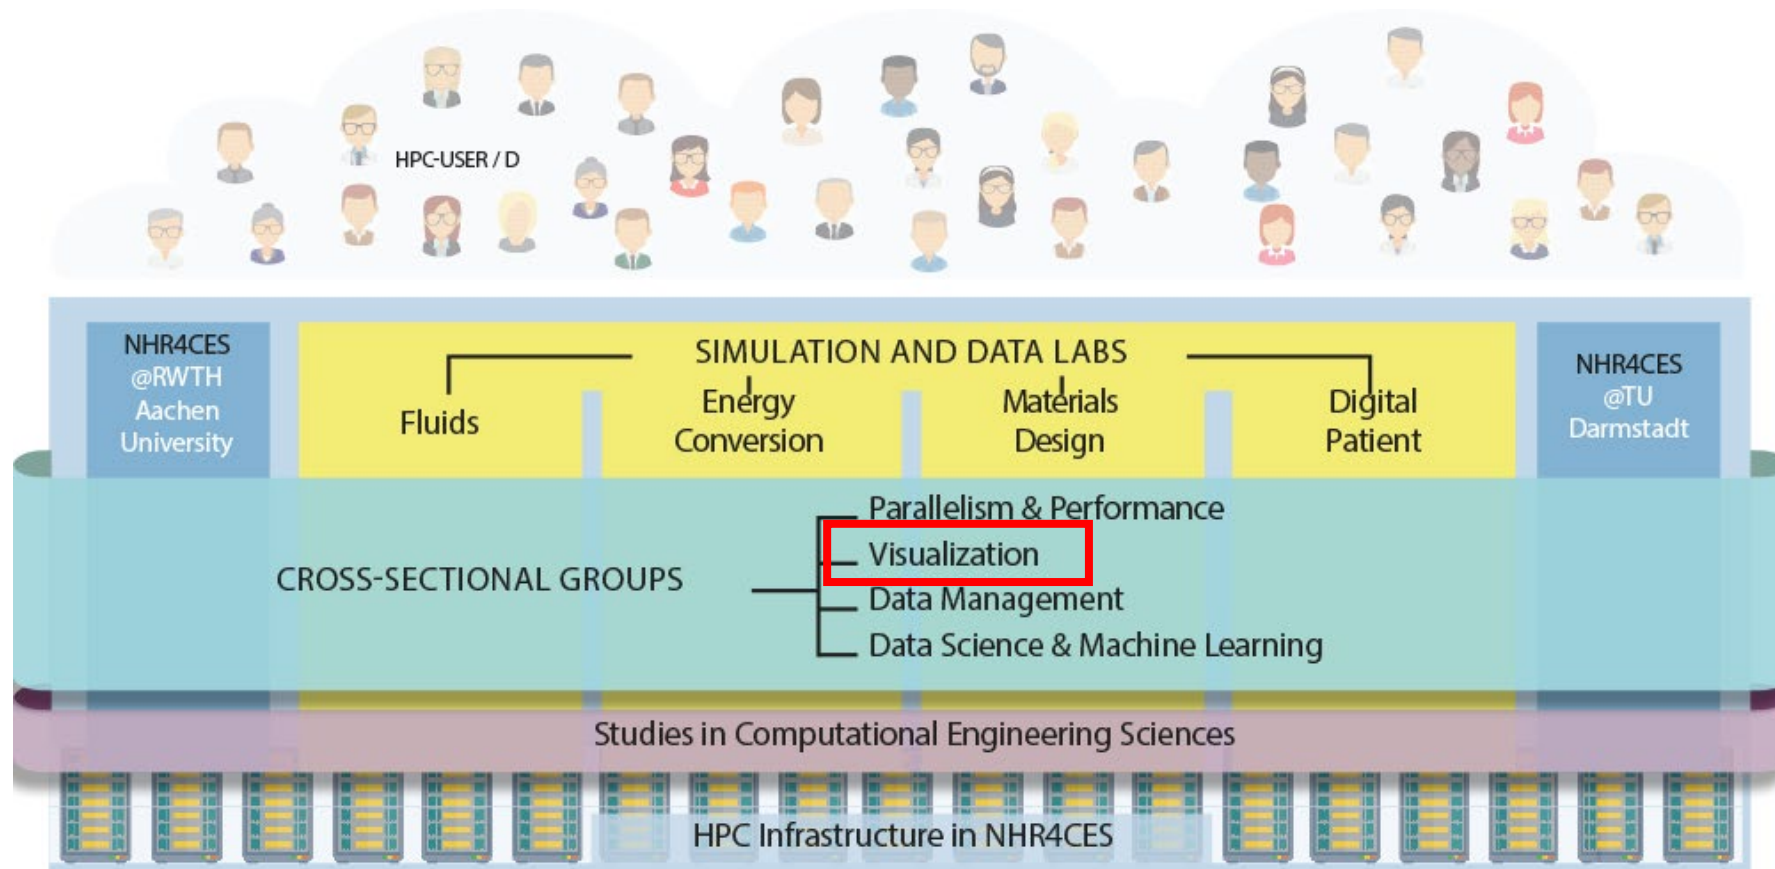 HPC-USER / D
NHR4CES
@RWTH
Aachen
University
SIMULATION AND DATA LABS
Fluids
Energy
Conversion
Materials
Design
Digital
Patient
NHR4CES
@TU
Darmstadt
CROSS-SECTIONAL GROUPS
Parallelism & Performance
Visualization
Data Management
Data Science & Machine Learning
Studies in Computational Engineering Sciences
HPC Infrastructure in NHR4CES